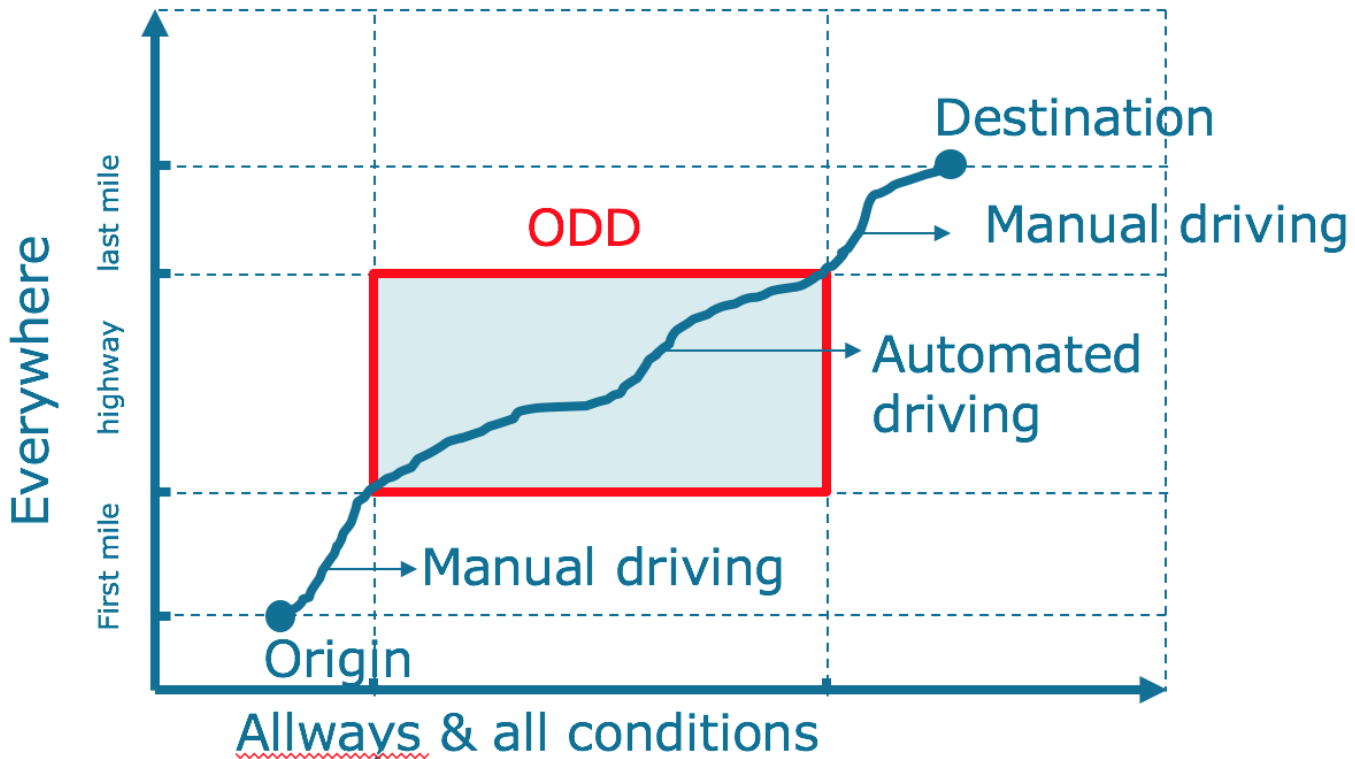 Destination
last mile
ODD
Manual driving
Everywhere
highway
Automated
driving
First mile
Manual driving
Origin
Allways & all conditions